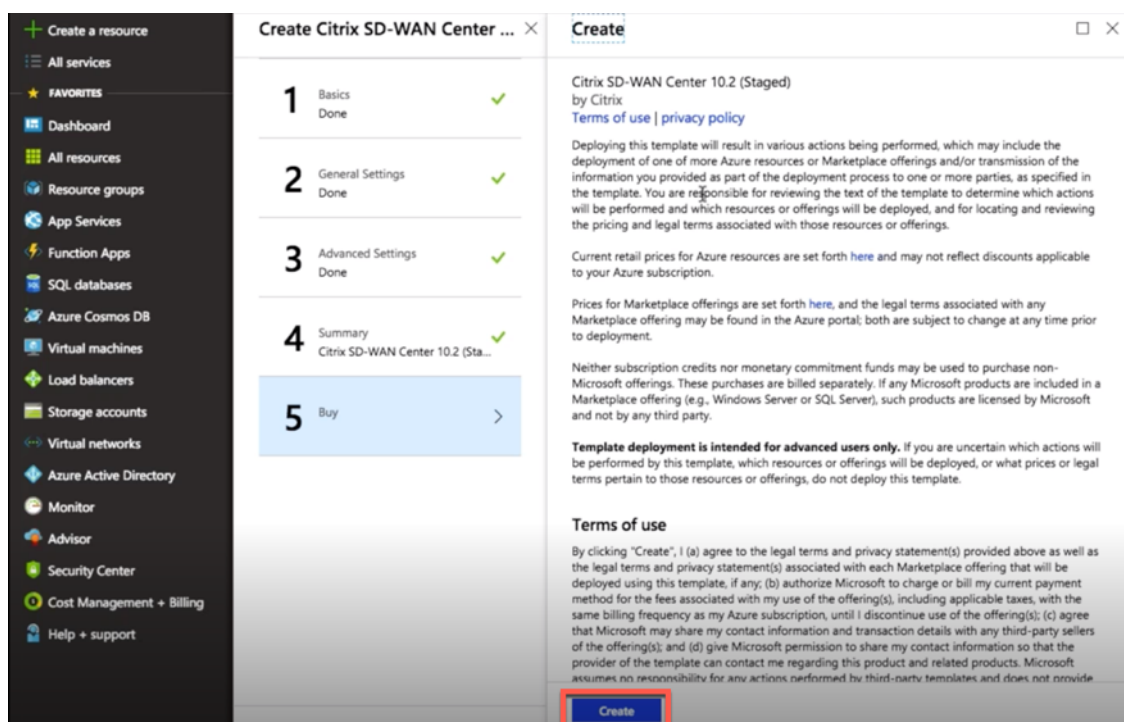 Create a resource
All services
FAVORITES
Dashboard
All resources
Resource groups
App Services
Function Apps
SQL databases
Azure Cosmos DB
Virtual machines
Load balancers
Storage accounts
Virtual networks
Azure Active Directory
Monitor
Advisor
Security Center
Cost Management + Billing
Help + support
Create Citrix SD-WAN Center ...
1
Basics
Done
2
General Settings
Done
3
Advanced Settings
Done
4
Summary
Citrix SD-WAN Center 10.2 (Sta...
5
Buy
Create
Citrix SD-WAN Center 10.2 (Staged)
by Citrix
Terms of use | privacy policy
Deploying this template will result in various actions being performed, which may include the
deployment of one of more Azure resources or Marketplace offerings and/or transmission of the
information you provided as part of the deployment process to one or more parties, as specified in
the template. You are responsible for reviewing the text of the template to determine which actions
will be performed and which resources or offerings will be deployed, and for locating and reviewing
the pricing and legal terms associated with those resources or offerings.
Current retail prices for Azure resources are set forth here and may not reflect discounts applicable
to your Azure subscription.
Prices for Marketplace offerings are set forth here, and the legal terms associated with any
Marketplace offering may be found in the Azure portal; both are subject to change at any time prior
to deployment.
Neither subscription credits nor monetary commitment funds may be used to purchase non-
Microsoft offerings. These purchases are billed separately. If any Microsoft products are included in a
Marketplace offering (e.g., Windows Server or SQL Server), such products are licensed by Microsoft
and not by any third party.
Template deployment is intended for advanced users only. If you are uncertain which actions will
be performed by this template, which resources or offerings will be deployed, or what prices or legal
terms pertain to those resources or offerings, do not deploy this template.
Terms of use
By clicking "Create", I (a) agree to the legal terms and privacy statement(s) provided above as well as
the legal terms and privacy statement(s) associated with each Marketplace offering that will be
deployed using this template, if any; (b) authorize Microsoft to charge or bill my current payment
method for the fees associated with my use of the offering(s), including applicable taxes, with the
same billing frequency as my Azure subscription, until I discontinue use of the offering(s); (c) agree
that Microsoft may share my contact information and transaction details with any third-party sellers
of the offering(s); and (d) give Microsoft permission to share my contact information so that the
provider of the template can contact me regarding this product and related products. Microsoft
assumes no responsibility for any actions performed by third-party templates and does not provide
Create